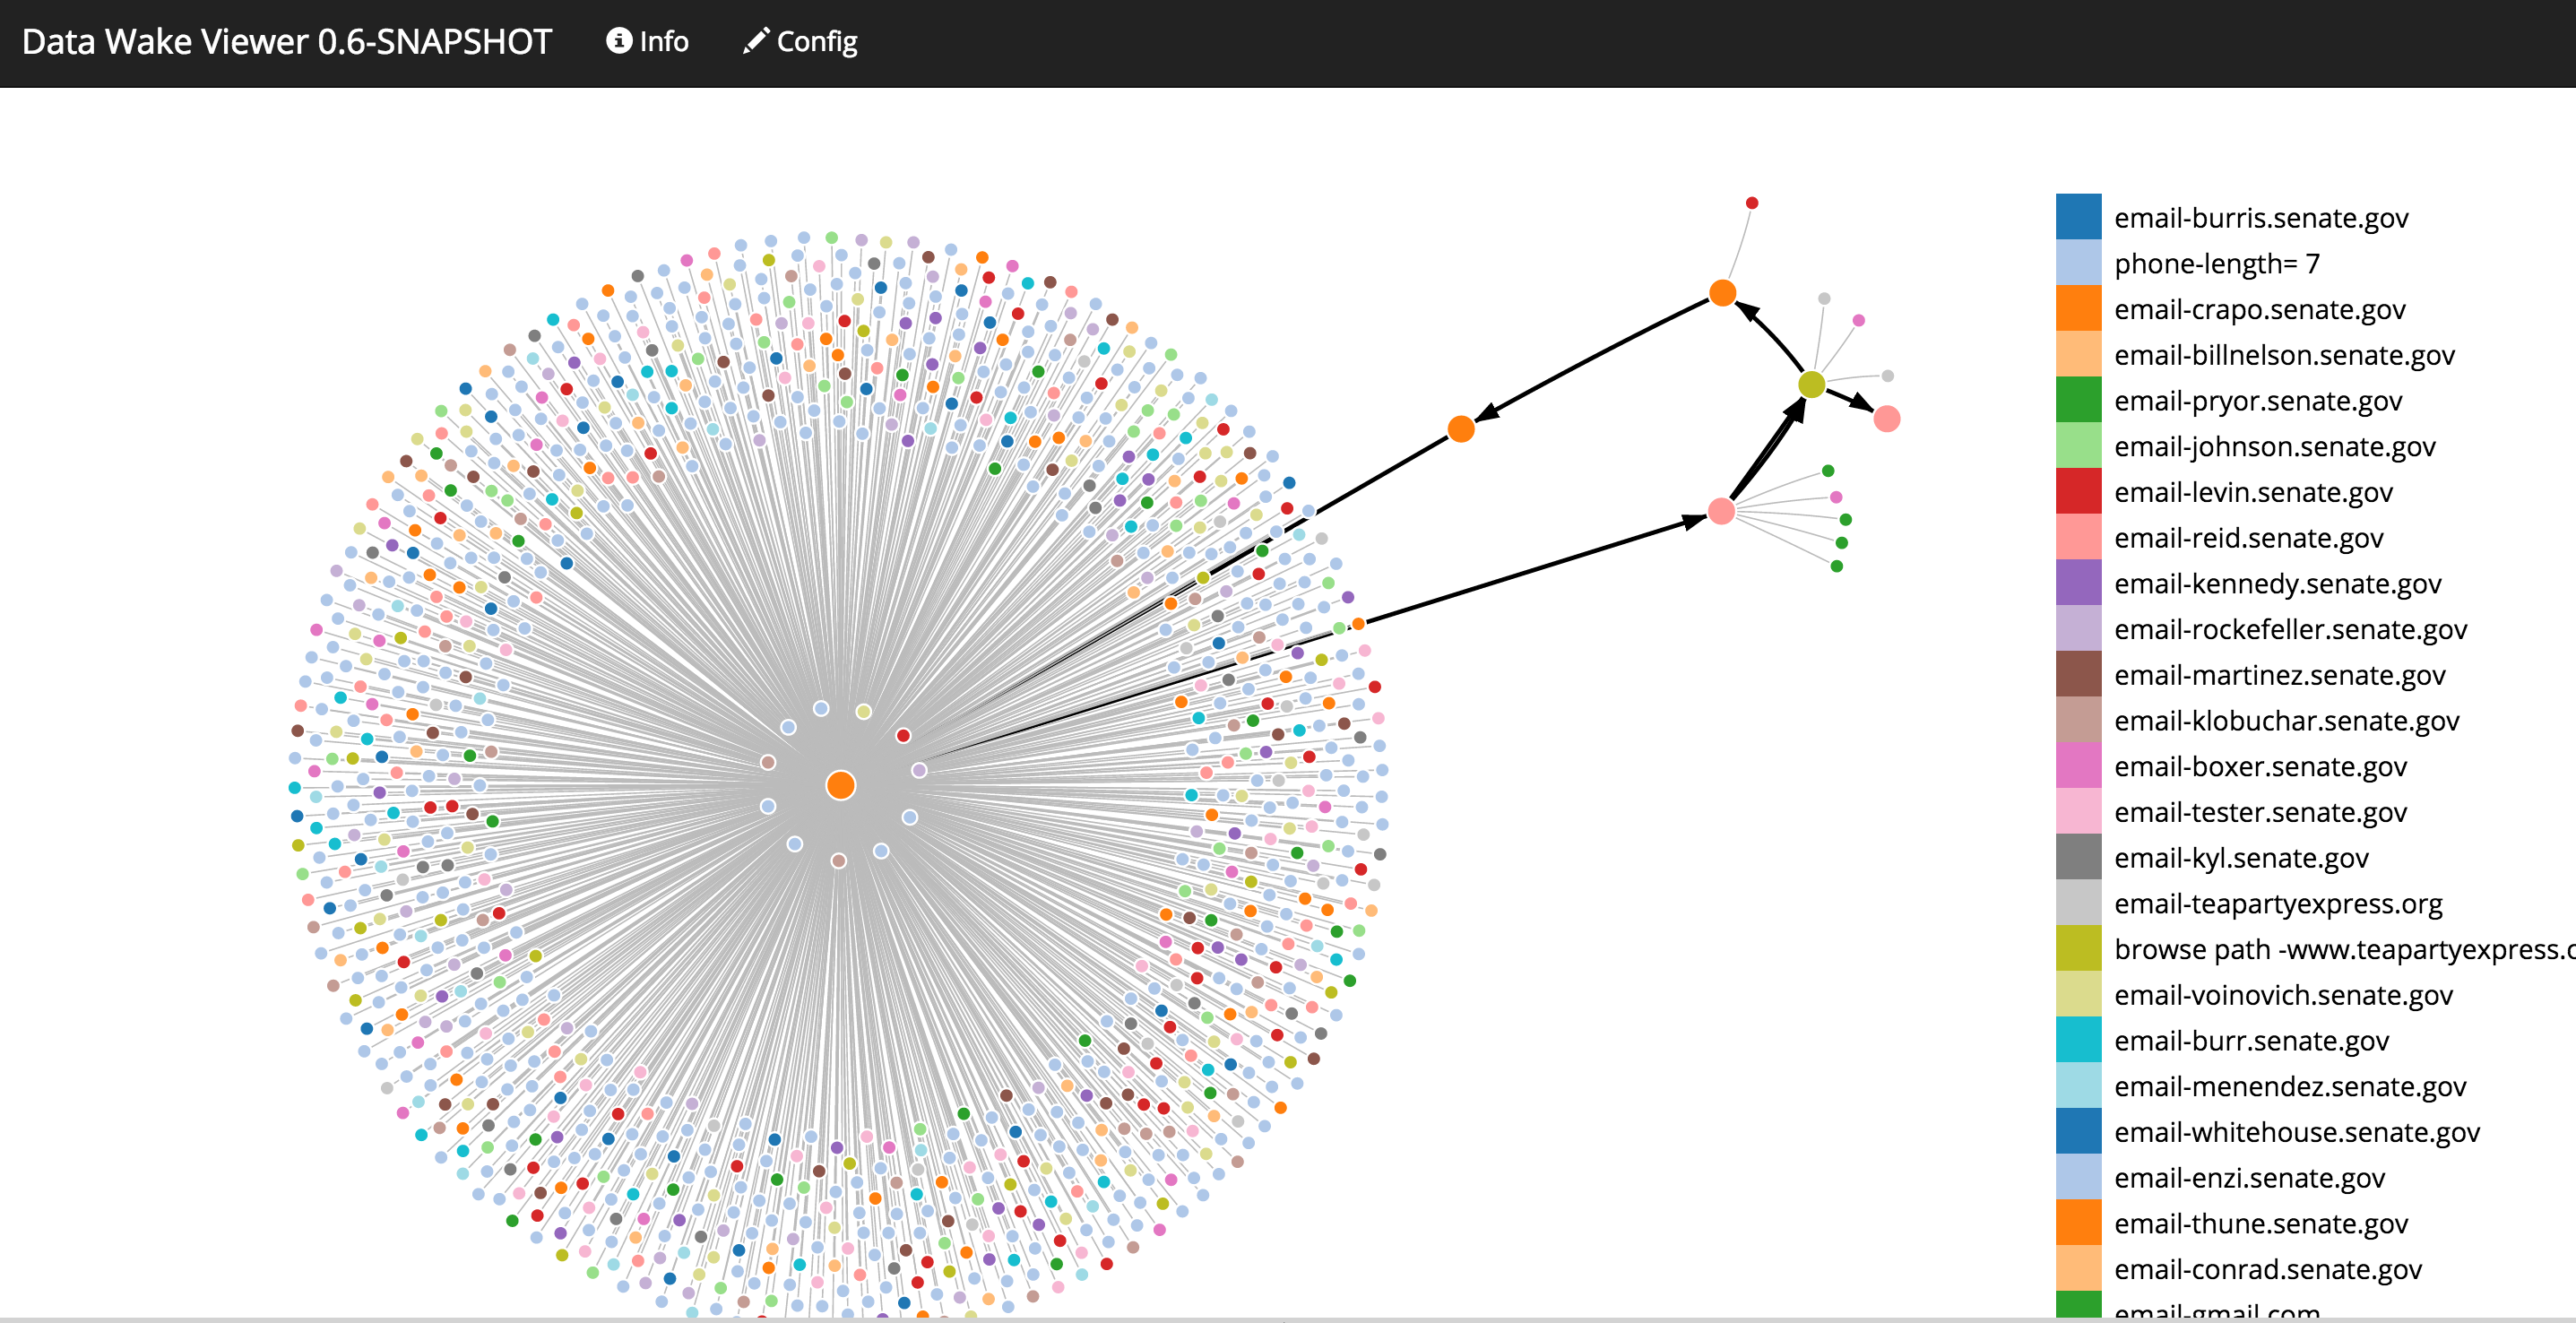 Data Wake Viewer 0.6-SNAPSHOT Info Config
email-burris.senate.gov
phone-length= 7
email-crapo.senate.gov
email-billnelson.senate.gov
email-pryor.senate.gov
email-johnson.senate.gov
email-levin.senate.gov
email-reid.senate.gov
email-kennedy.senate.gov
email-rockefeller.senate.gov
email-martinez.senate.gov
email-klobuchar.senate.gov
email-boxer.senate.gov
email-tester.senate.gov
email-kyl.senate.gov
email-teapartyexpress.org
browse path -www.teapartyexpress.o
email-voinovich.senate.gov
email-burr.senate.gov
email-menendez.senate.gov
email-whitehouse.senate.gov
email-enzi.senate.gov
email-thune.senate.gov
email-conrad.senate.gov
email-gmail.com